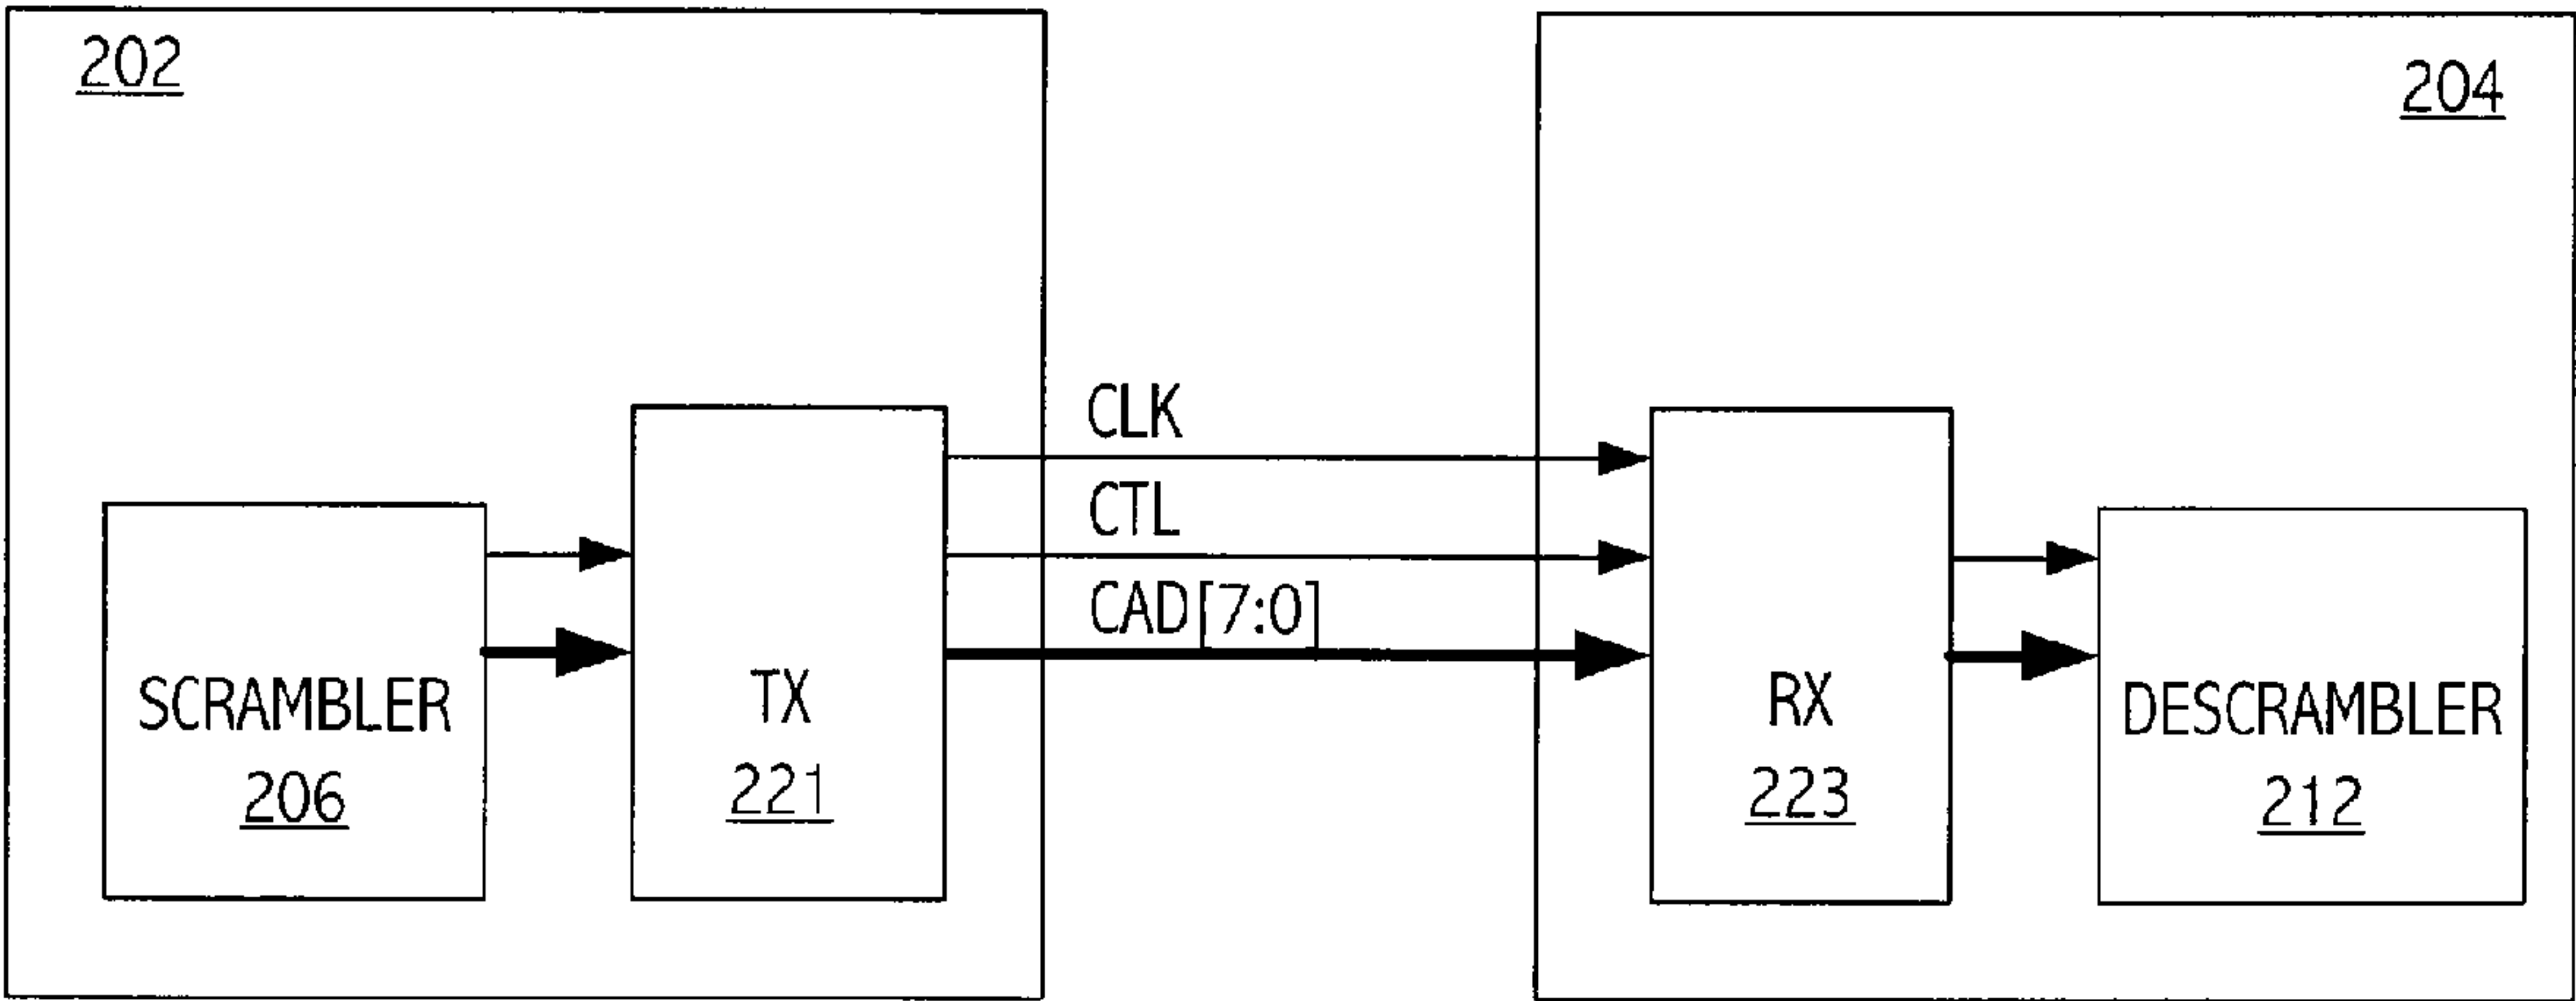 202
204
CLK
CTL
CAD[7:0]
SCRAMBLER
206
TX
221
RX
223
DESCRAMBLER
212